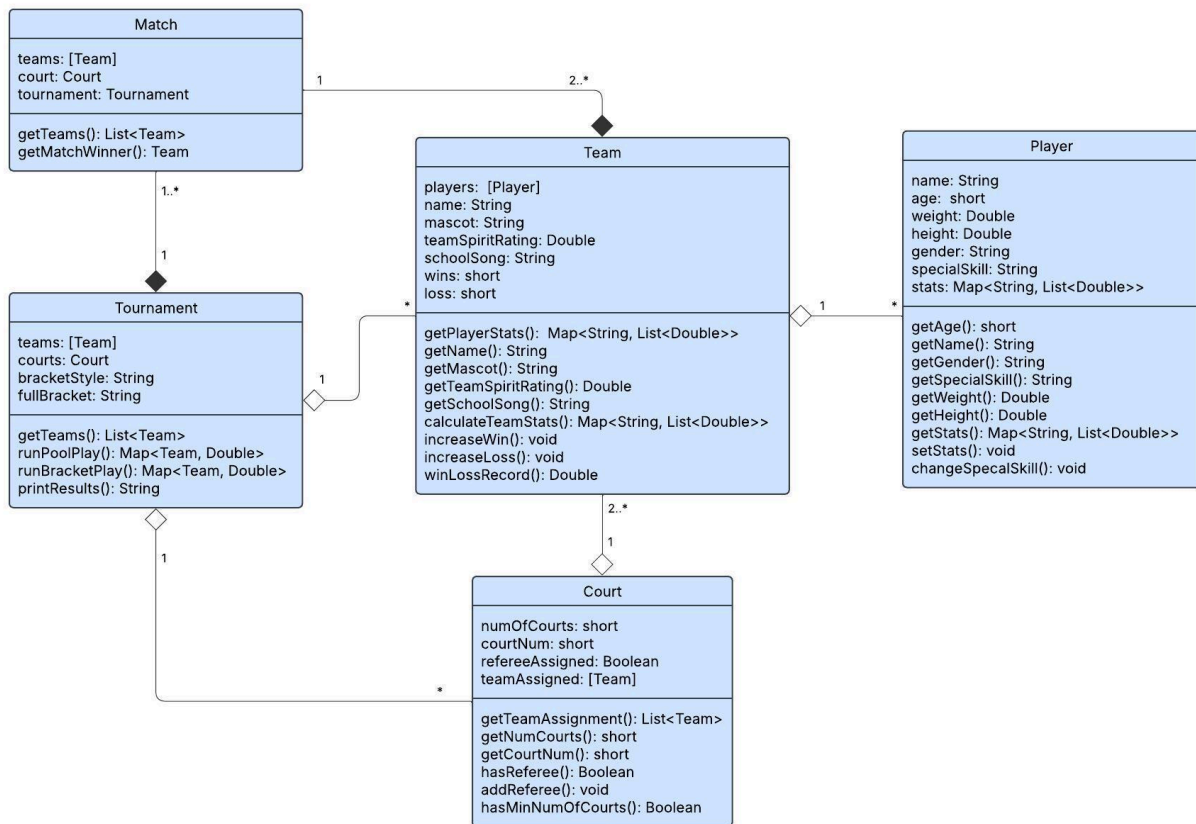 Match
teams: [Team]
court: Court
tournament: Tournament
getTeams(): List<Team>
getMatchWinner(): Team
1
2..*
1..*
1
Team
players:  [Player]
name: String
mascot: String
teamSpiritRating: Double
schoolSong: String
wins: short
loss: short
getPlayerStats():  Map<String, List<Double>>
getName(): String
getMascot(): String
getTeamSpiritRating(): Double
getSchoolSong(): String
calculateTeamStats(): Map<String, List<Double>>
increaseWin(): void
increaseLoss(): void
winLossRecord(): Double
1
*
Player
name: String
age:  short
weight: Double
height: Double
gender: String
specialSkill: String
stats: Map<String, List<Double>>
getAge(): short
getName(): String
getGender(): String
getSpecialSkill(): String
getWeight(): Double
getHeight(): Double
getStats(): Map<String, List<Double>>
setStats(): void
changeSpecalSkill(): void
Tournament
teams: [Team]
courts: Court
bracketStyle: String
fullBracket: String
getTeams(): List<Team>
runPoolPlay(): Map<Team, Double>
runBracketPlay(): Map<Team, Double>
printResults(): String
*
1
1
*
2..*
1
Court
numOfCourts: short
courtNum: short
refereeAssigned: Boolean
teamAssigned: [Team]
getTeamAssignment(): List<Team>
getNumCourts(): short
getCourtNum(): short
hasReferee(): Boolean
addReferee(): void
hasMinNumOfCourts(): Boolean